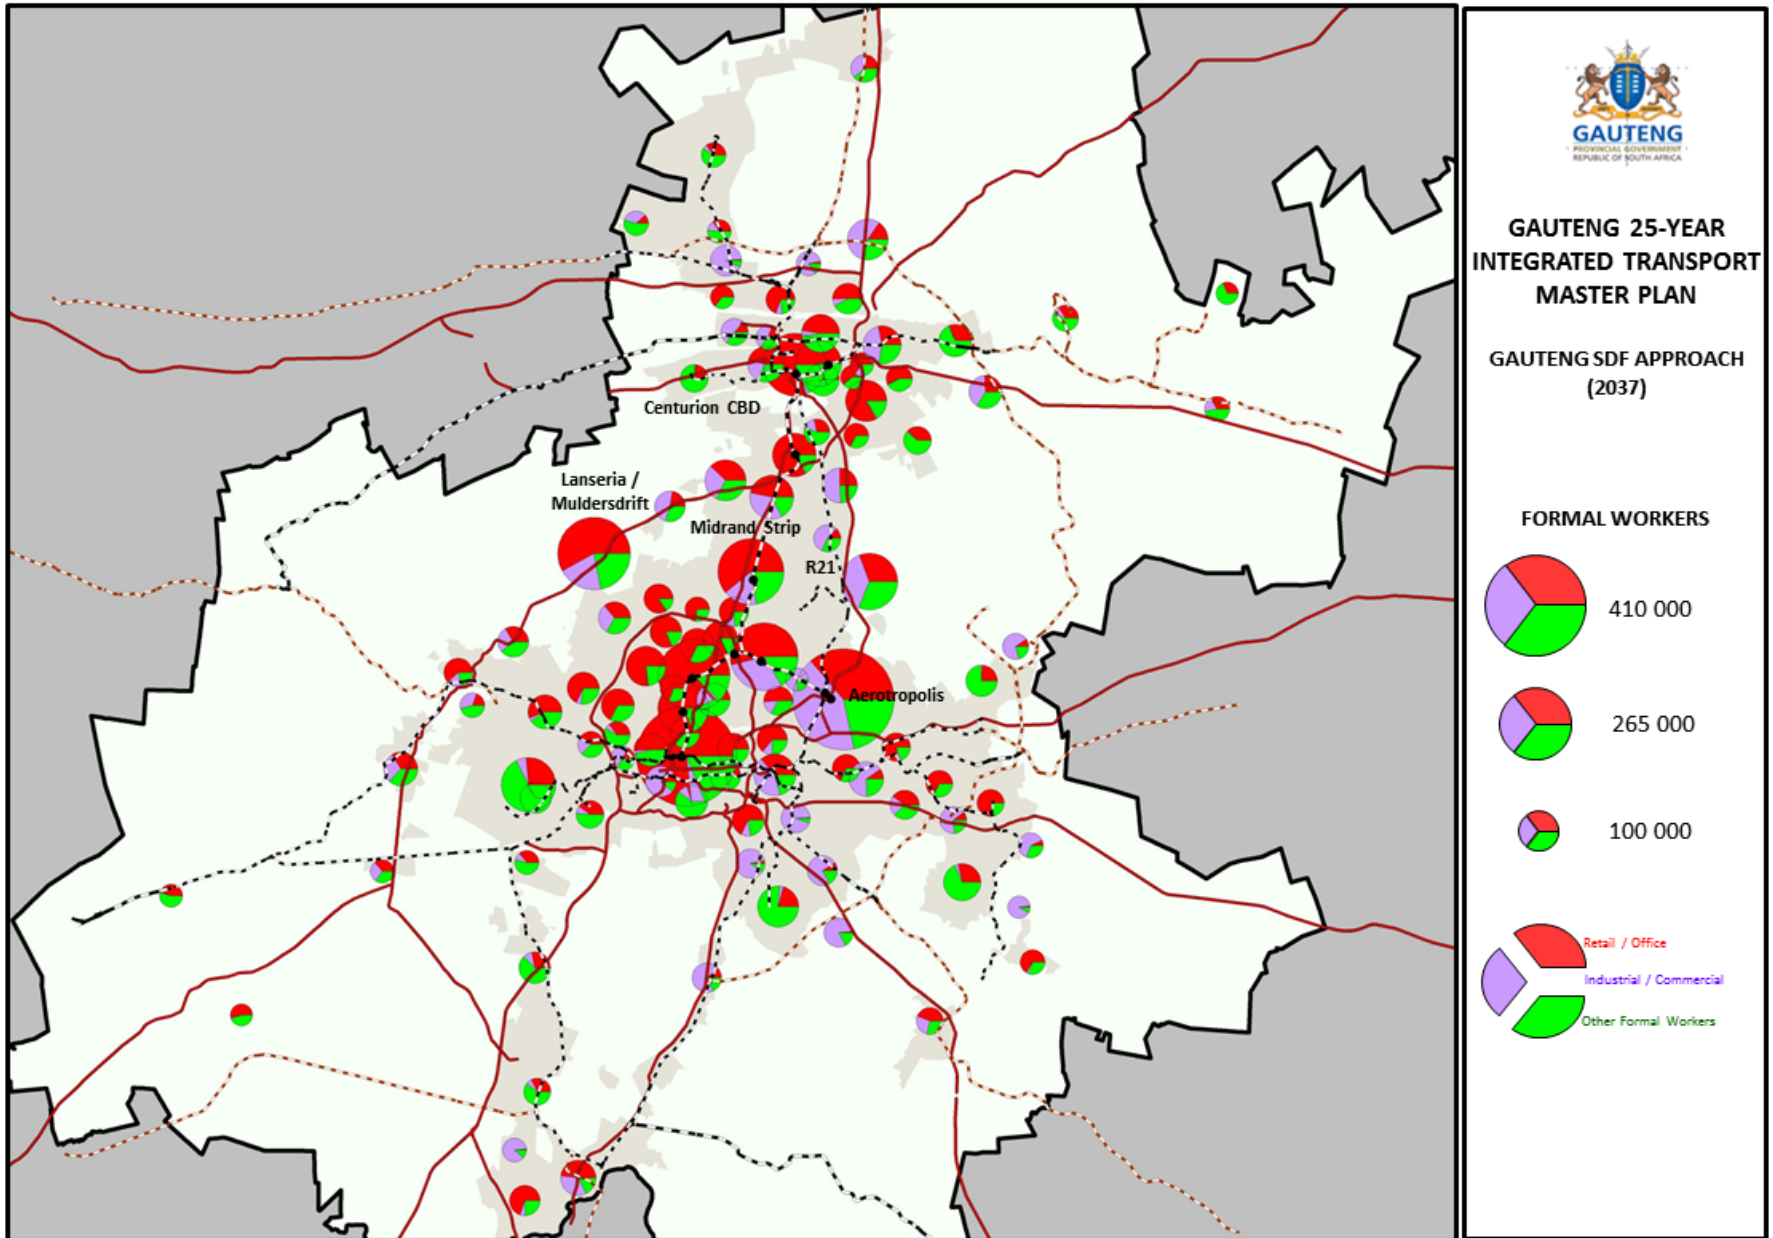 Centurion CBD
Lanseria /
Muldersdrift
Midrand Strip
R21
Aerotropolis
GAUTENG
PROVINCIAL GOVERNMENT
REPUBLIC OF SOUTH AFRICA
GAUTENG 25-YEAR
INTEGRATED TRANSPORT
MASTER PLAN
GAUTENG SDF APPROACH
(2037)
FORMAL WORKERS
410 000
265 000
100 000
Retail / Office
Industrial / Commercial
Other Formal Workers